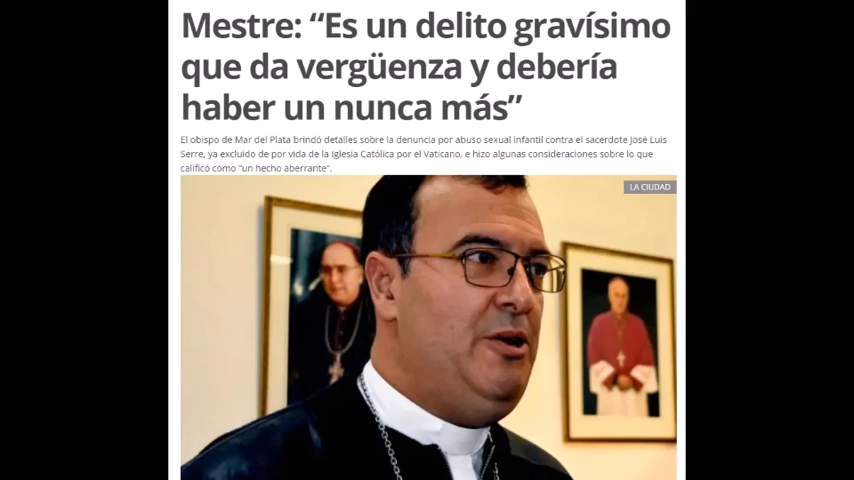 Mestre: “Es un delito gravísimo
que da vergüenza y debería
haber un nunca más”
El obispo de Mar del Plata brindó detalles sobre la denuncia por abuso sexual infantil contra el sacerdote José Luis
Serre, ya excluido de por vida de la Iglesia Católica por el Vaticano, e hizo algunas consideraciones sobre lo que
calificó como "un hecho aberrante".
LA CIUDAD